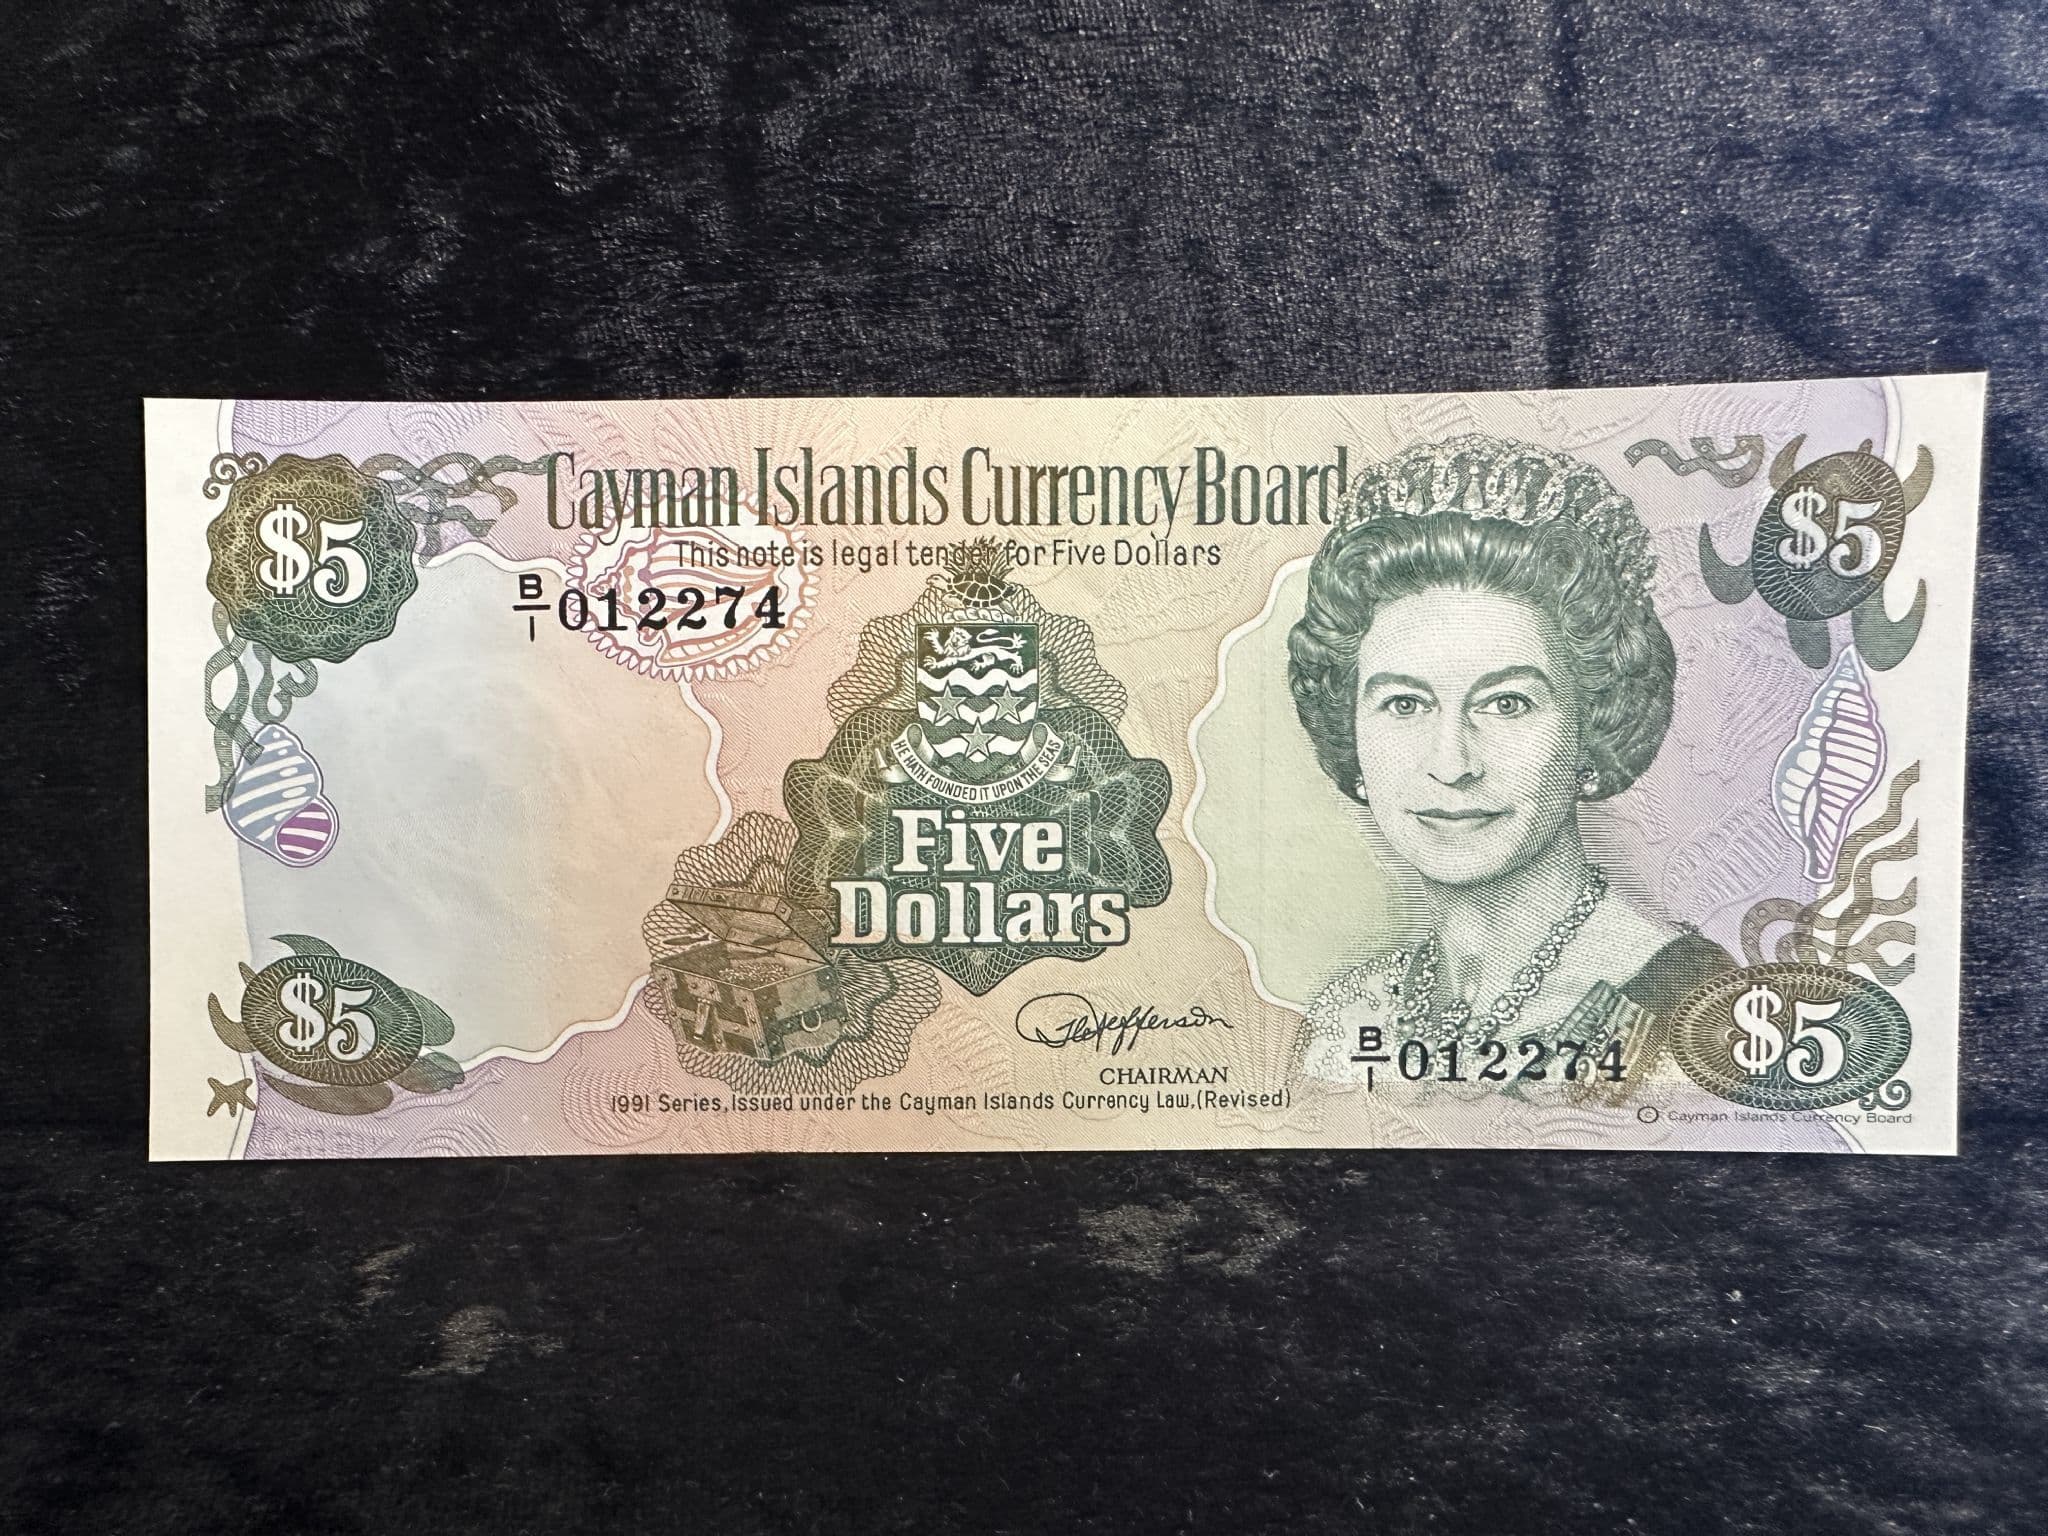 Cayman Islands Currency Board
This note is legal tender for Five Dollars
$5
$5
B/1 012274
HE HATH FOUNDED IT UPON THE SEAS
Five
Dollars
$5
Jefferson
CHAIRMAN
B/1 012274
$5
1991 Series, Issued under the Cayman Islands Currency Law, (Revised)
© Cayman Islands Currency Board